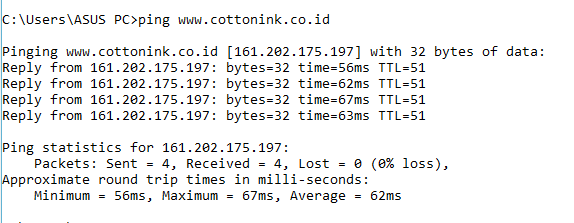 C:\Users\ASUS PC>ping www.cottonink.co.id
Pinging www.cottonink.co.id [161.202.175.197] with 32 bytes of data:
Reply from 161.202.175.197: bytes=32 time=56ms TTL=51
Reply from 161.202.175.197: bytes=32 time=62ms TTL=51
Reply from 161.202.175.197: bytes=32 time=67ms TTL=51
Reply from 161.202.175.197: bytes=32 time=63ms TTL=51
Ping statistics for 161.202.175.197:
Packets: Sent = 4, Received = 4, Lost = 0 (0% loss),
Approximate round trip times in milli-seconds:
Minimum = 56ms, Maximum = 67ms, Average = 62ms